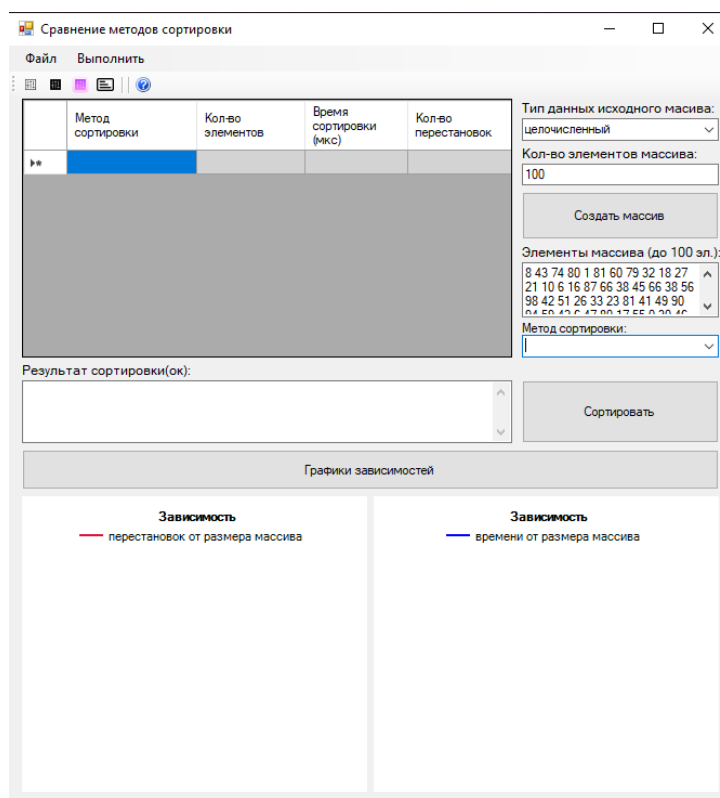 Сравнение методов сортировки
Файл Выполнить
Метод сортировки
Кол-во элементов
Время сортировки (мкс)
Кол-во перестановок
Тип данных исходного масива:
целочисленный
Кол-во элементов массива:
100
Создать массив
Элементы массива (до 100 эл.):
8 43 74 80 1 81 60 79 32 18 27
21 10 6 16 87 66 38 45 66 38 56
98 42 51 26 33 23 81 41 49 90
Метод сортировки:
Результат сортировки(ок):
Сортировать
Графики зависимостей
Зависимость
перестановок от размера массива
Зависимость
времени от размера массива